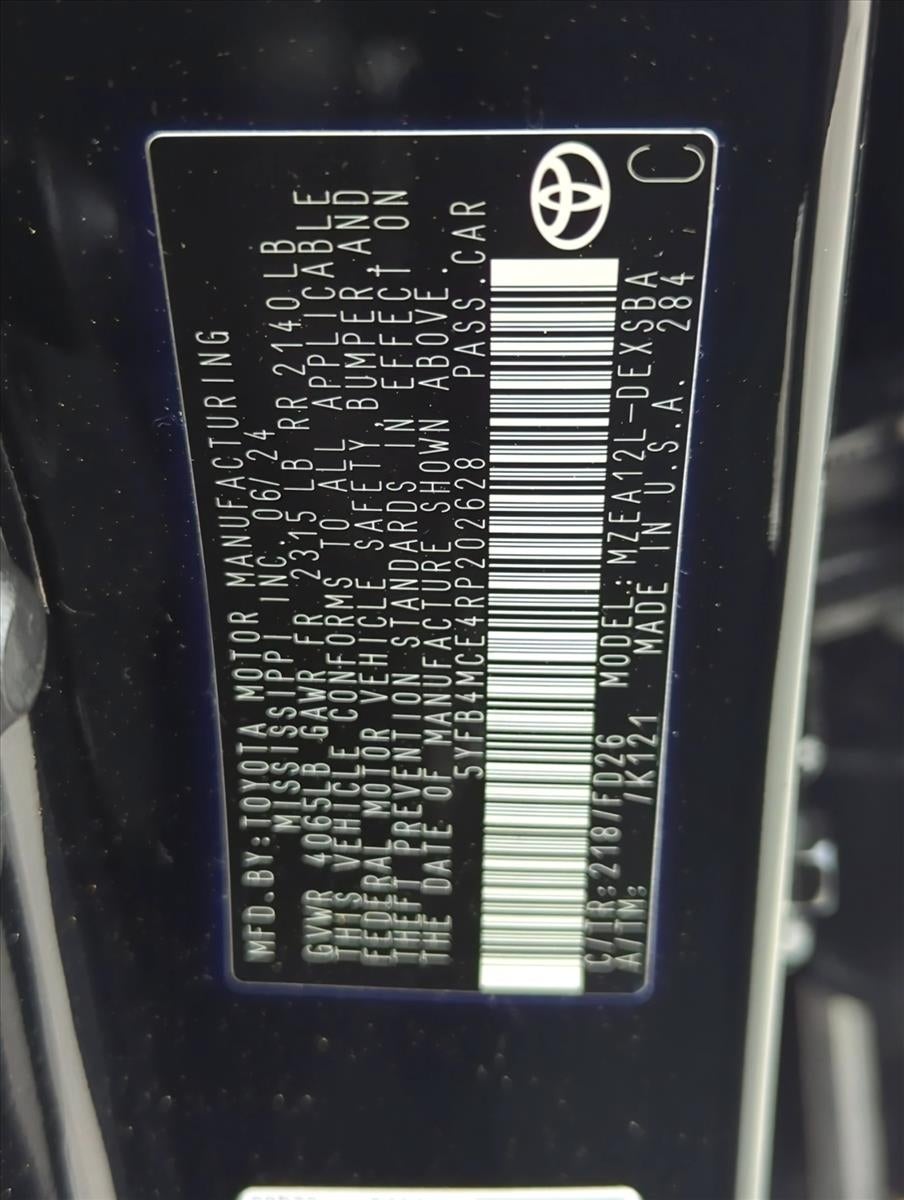 MFD.BY:TOYOTA MOTOR MANUFACTURING
MISSISSIPPI INC. 06/24
GVWR 4065LB GAWR FR 2315 LB RR 2140LB
THIS VEHICLE CONFORMS TO ALL APPLICABLE
FEDERAL MOTOR VEHICLE SAFETY, BUMPER, AND
THEFT PREVENTION STANDARDS IN EFFECT ON
THE DATE OF MANUFACTURE SHOWN ABOVE.
5YFB4MCE4RP202628 PASS.CAR
C/TR:218/FD26 MODEL:MZEA12L-DEXSBA
A/TM: /K121 MADE IN U.S.A. 284
C